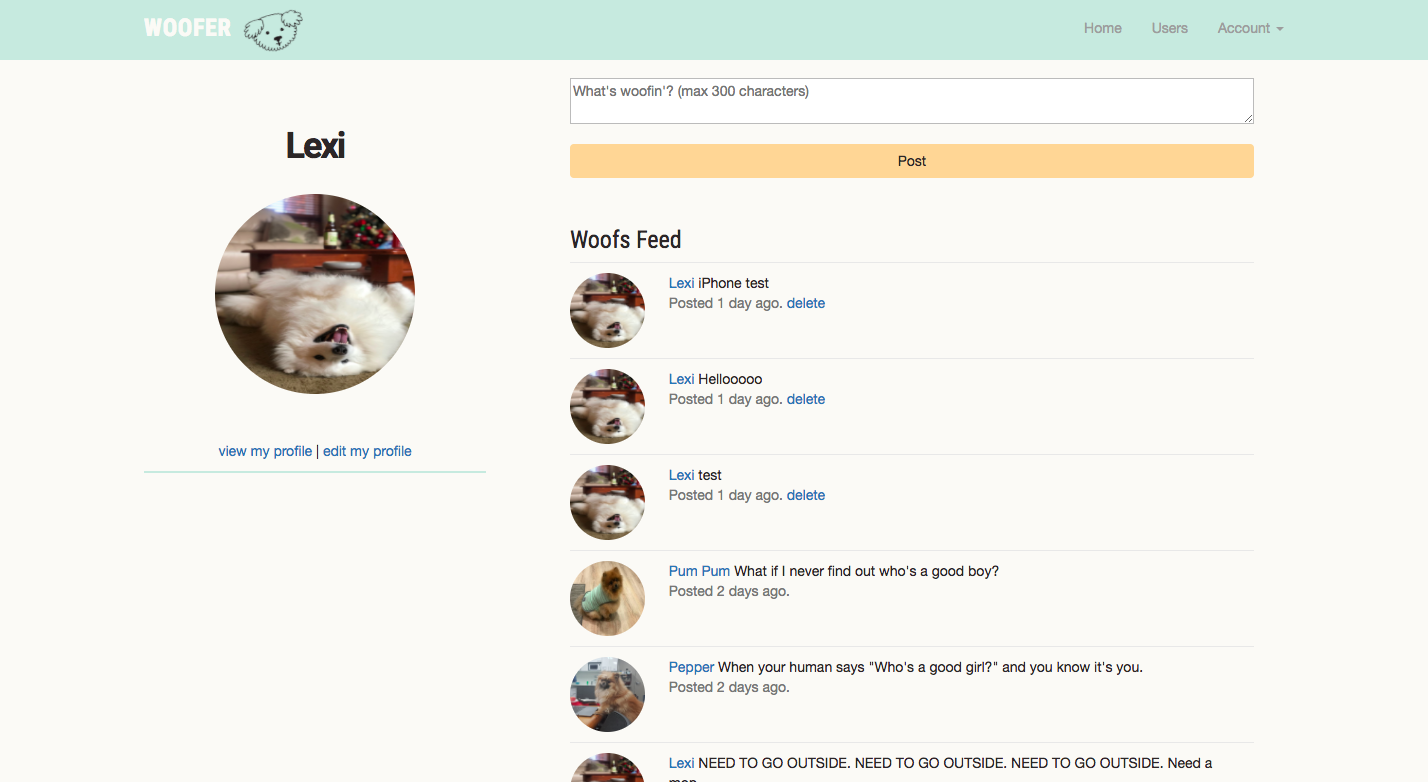 WOOFER
Home Users Account
What's woofin'? (max 300 characters)
Post
Lexi
view my profile | edit my profile
Woofs Feed
Lexi iPhone test
Posted 1 day ago. delete
Lexi Hellooooo
Posted 1 day ago. delete
Lexi test
Posted 1 day ago. delete
Pum Pum What if I never find out who's a good boy?
Posted 2 days ago.
Pepper When your human says "Who's a good girl?" and you know it's you.
Posted 2 days ago.
Lexi NEED TO GO OUTSIDE. NEED TO GO OUTSIDE. NEED TO GO OUTSIDE. Need a